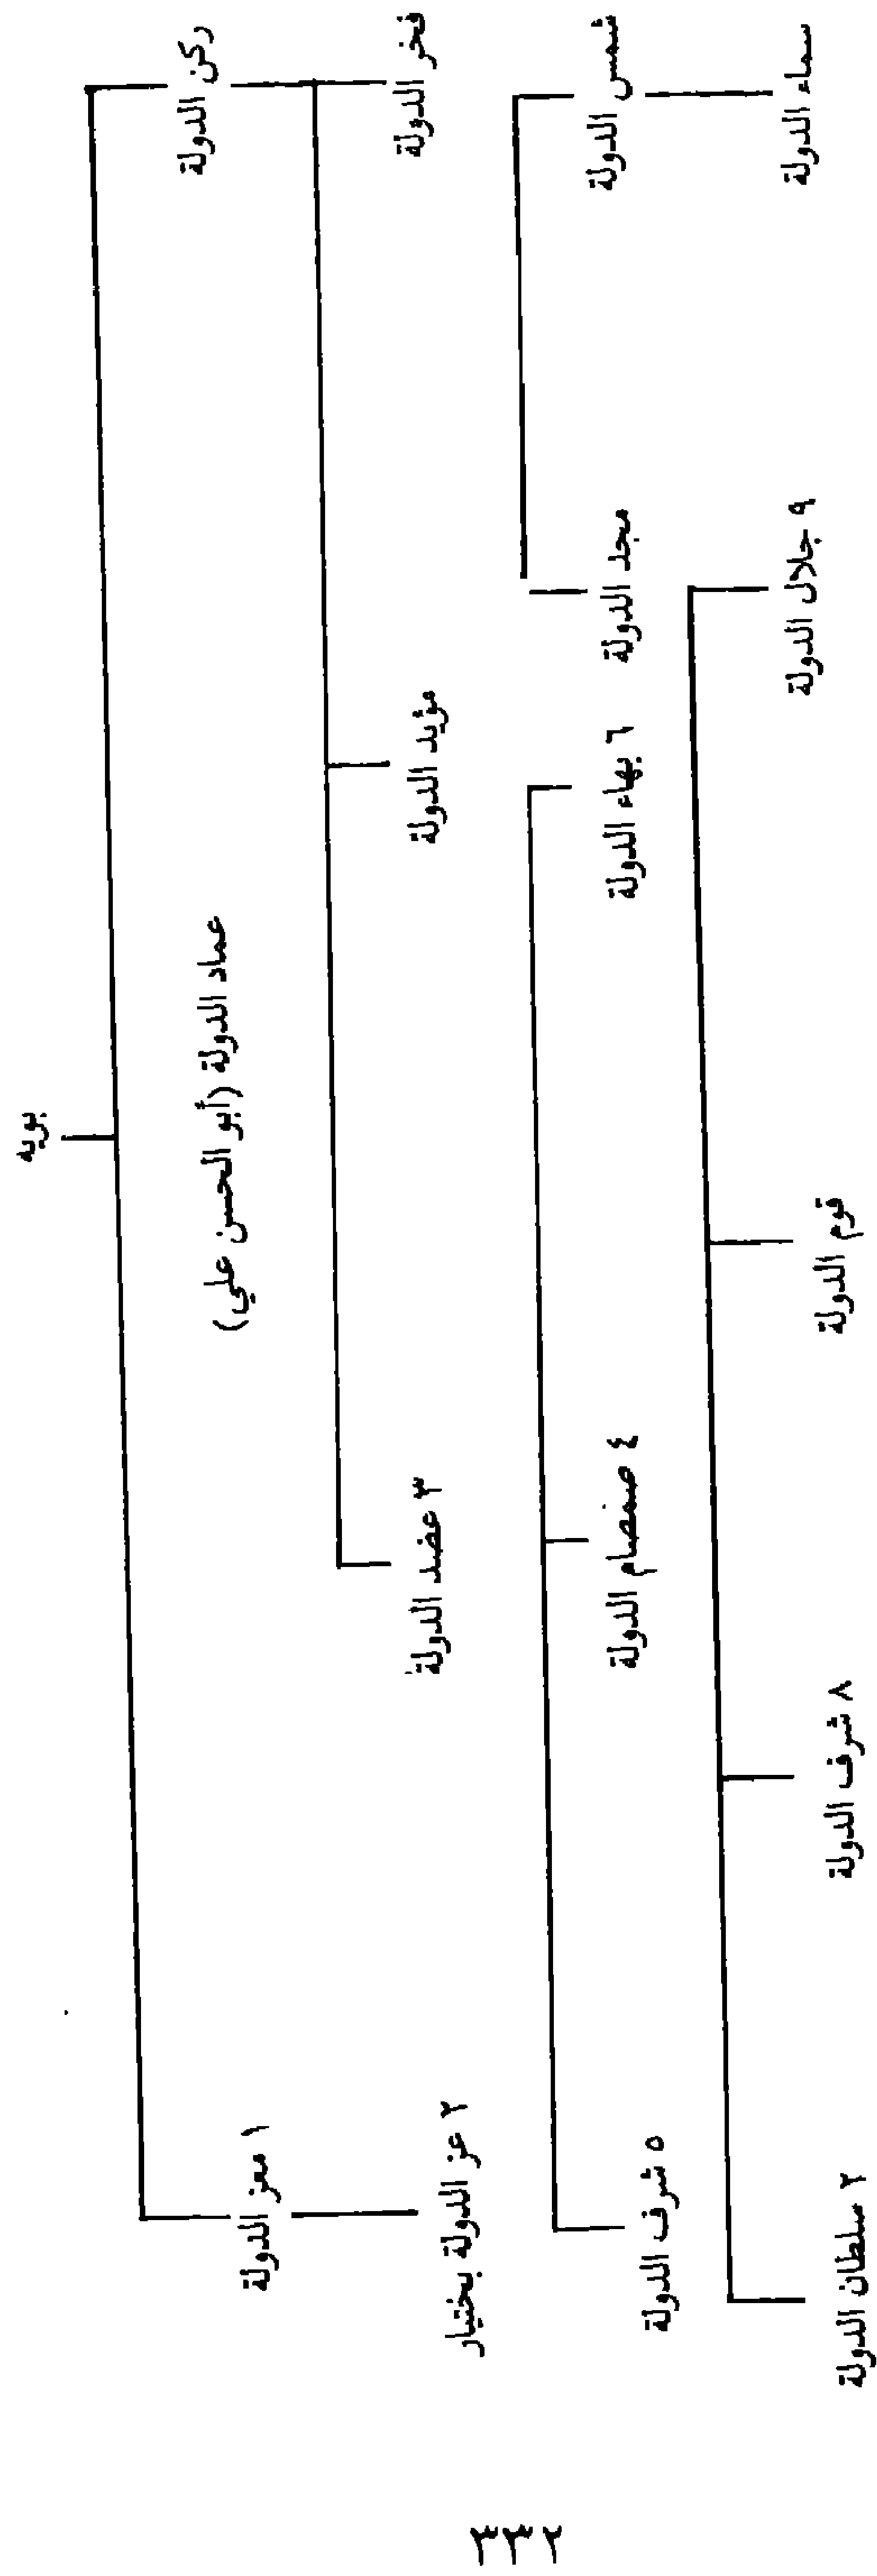 بويه
ركن الدولة
عماد الدولة (أبو الحسن علي)
١ معز الدولة
فخر الدولة
مؤيد الدولة
٣ عضد الدولة
٢ عز الدولة بختيار
شمس الدولة
مجد الدولة
٦ بهاء الدولة
٤ صمصام الدولة
٥ شرف الدولة
سماء الدولة
٩ جلال الدولة
قوم الدولة
٨ شرف الدولة
٢ سلطان الدولة
٣٣٢